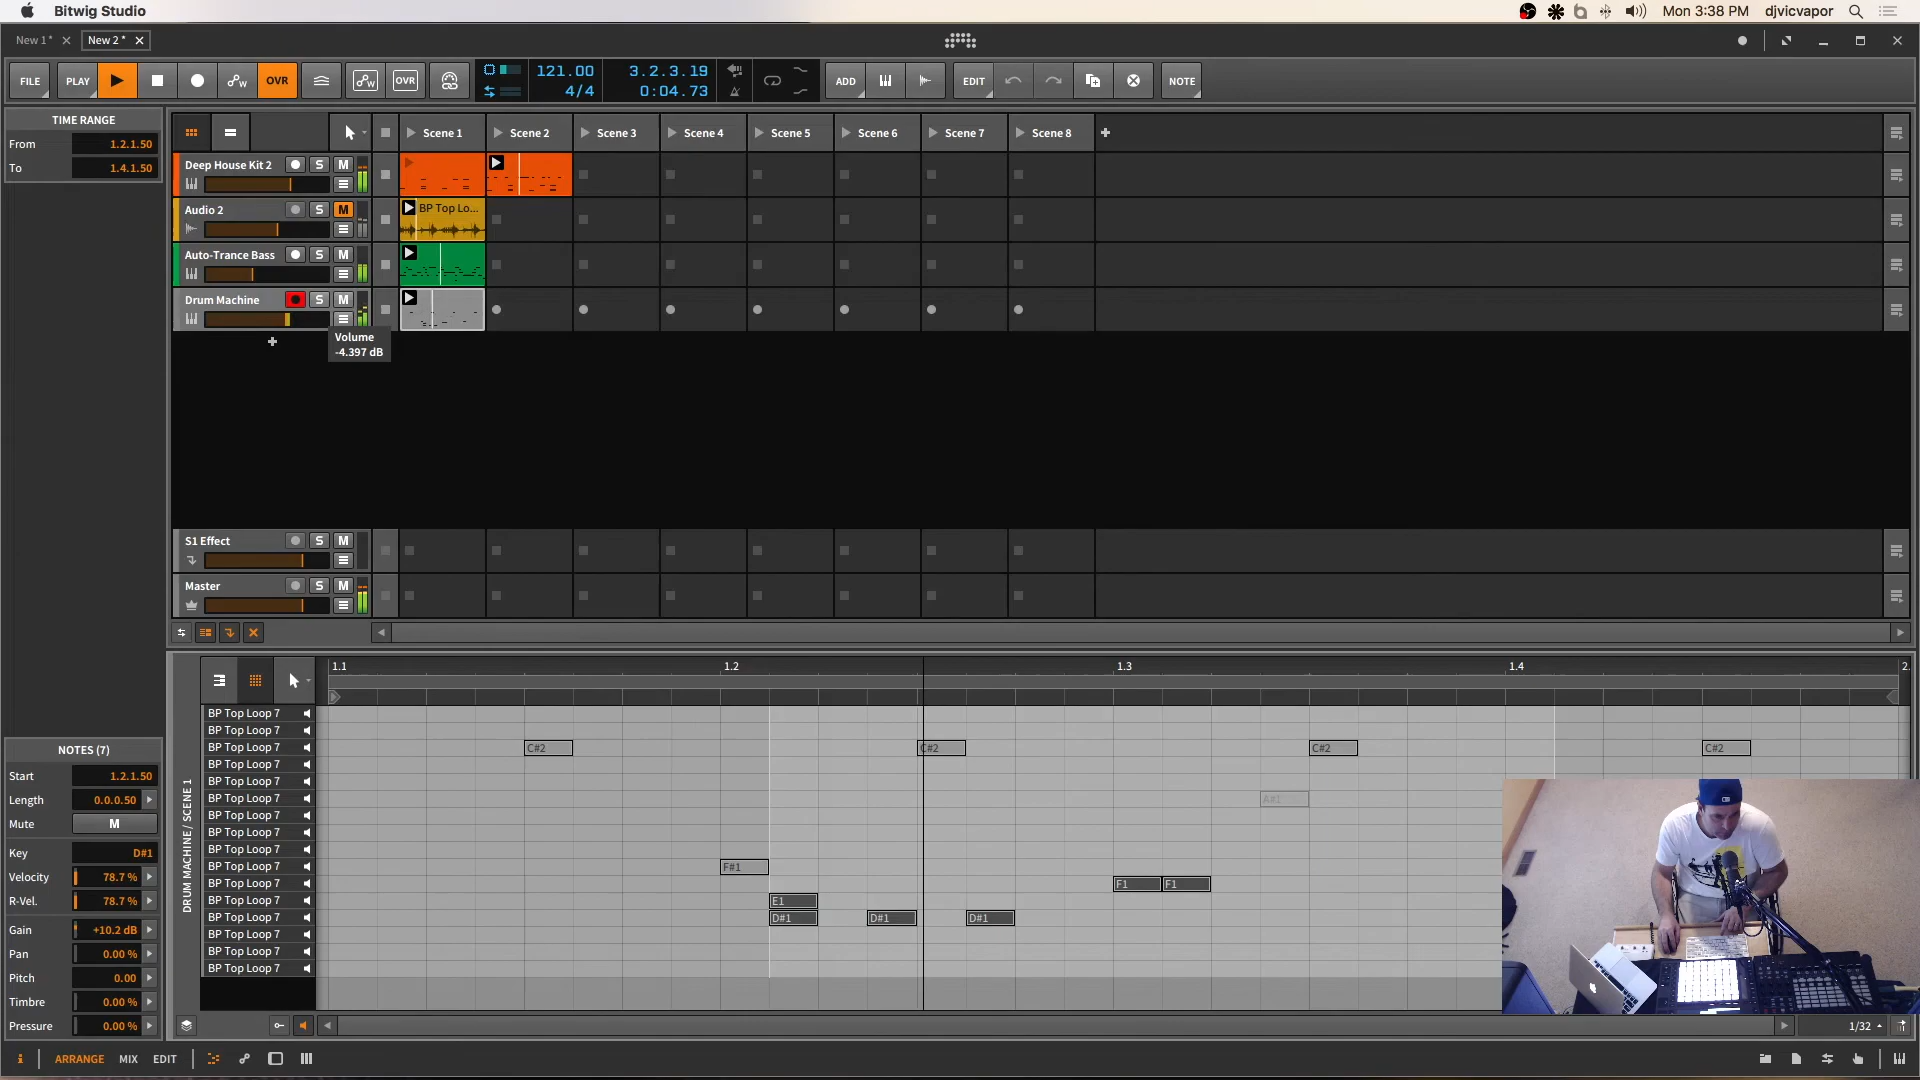 Bitwig Studio
Mon 3:38 PM djvicvapor
New 1 * New 2 *
FILE PLAY OVR OVR 121.00 4/4 3.2.3.19 0:04.73 ADD EDIT NOTE
TIME RANGE
From 1.2.1.50
To 1.4.1.50
Scene 1 Scene 2 Scene 3 Scene 4 Scene 5 Scene 6 Scene 7 Scene 8
Deep House Kit 2 S M
Audio 2 S M BP Top Lo...
Auto-Trance Bass S M
Drum Machine S M
Volume
-4.397 dB
S1 Effect S M
Master S M
1.1 1.2 1.3 1.4 2.
DRUM MACHINE / SCENE 1
BP Top Loop 7
BP Top Loop 7
BP Top Loop 7 C#2 C#2 C#2 C#2
BP Top Loop 7
BP Top Loop 7
BP Top Loop 7 A#1
BP Top Loop 7
BP Top Loop 7
BP Top Loop 7
BP Top Loop 7 F#1
BP Top Loop 7 F1 F1
BP Top Loop 7 E1
BP Top Loop 7 D#1 D#1 D#1
BP Top Loop 7
BP Top Loop 7
BP Top Loop 7
NOTES (7)
Start 1.2.1.50
Length 0.0.0.50
Mute M
Key D#1
Velocity 78.7 %
R-Vel. 78.7 %
Gain +10.2 dB
Pan 0.00 %
Pitch 0.00
Timbre 0.00 %
Pressure 0.00 %
1/32
i ARRANGE MIX EDIT